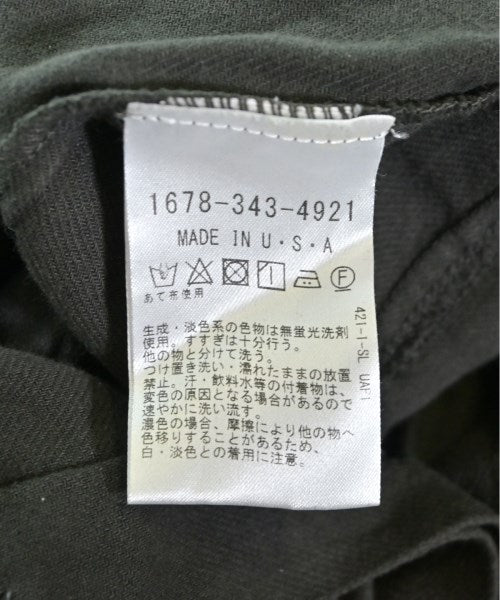 1678-343-4921
MADE IN U・S・A
F
あて布使用
生成・淡色系の色物は無蛍光洗剤
使用。すすぎは十分行う。
他の物と分けて洗う。
つけ置き洗い・濡れたままの放置
禁止。汗・飲料水等の付着物は、
変色の原因となる場合があるので
速やかに洗い流す。
濃色の場合、摩擦により他の物へ
色移りすることがあるため、
白・淡色との着用に注意。
421-I-SL UAF1